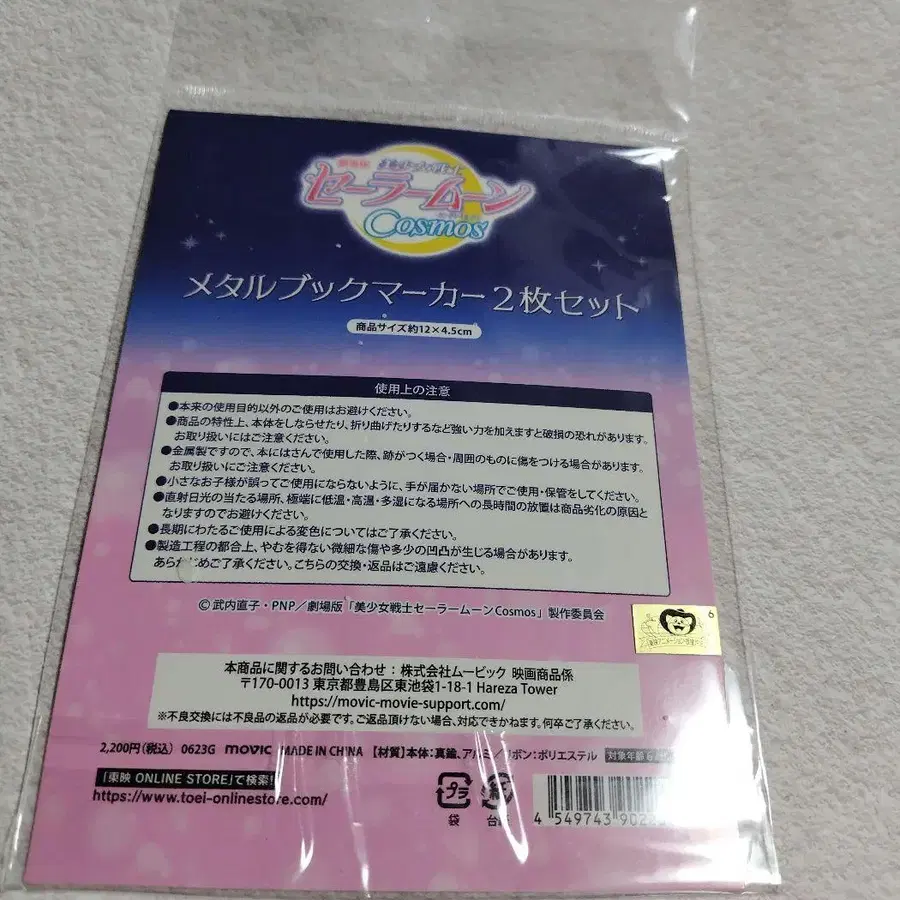 劇場版
セーラームーン
Cosmos
メタルブックマーカー2枚セット
商品サイズ約12×4.5cm
使用上の注意
●本来の使用目的以外のご使用はお避けください。
●商品の特性上、本体をしならせたり、折り曲げたりするなど強い力を加えますと破損の恐れがあります。
お取り扱いにはご注意ください。
●金属製ですので、本にはさんで使用した際、跡がつく場合・周囲のものに傷をつける場合があります。
お取り扱いにご注意ください。
●小さなお子様が誤ってご使用にならないように、手が届かない場所でご使用・保管をしてください。
●直射日光の当たる場所、極端に低温・高温・多湿になる場所への長時間の放置は商品劣化の原因と
なりますのでお避けください。
●長期にわたるご使用による変色についてはご了承ください。
●製造工程の都合上、やむを得ない微細な傷や多少の凹凸が生じる場合があります。
あらかじめご了承ください。こちらの交換・返品はご遠慮ください。
© 武内直子・PNP／劇場版「美少女戦士セーラームーンCosmos」製作委員会
6
本商品に関するお問い合わせ：株式会社ムービック 映画商品係
〒170-0013 東京都豊島区東池袋1-18-1 Hareza Tower
https://movic-movie-support.com/
※不良交換には不良品の返品が必要です。ご返品頂けない場合、対応できかねます。何卒ご了承ください。
2,200円(税込) 0623G movic MADE IN CHINA 【材質】本体：真鍮、アルミ／リボン：ポリエステル 対象年齢6
「東映 ONLINE STORE」で検索!
https://www.toei-onlinestore.com/
プラ 紙
袋 台紙
4 549743 902